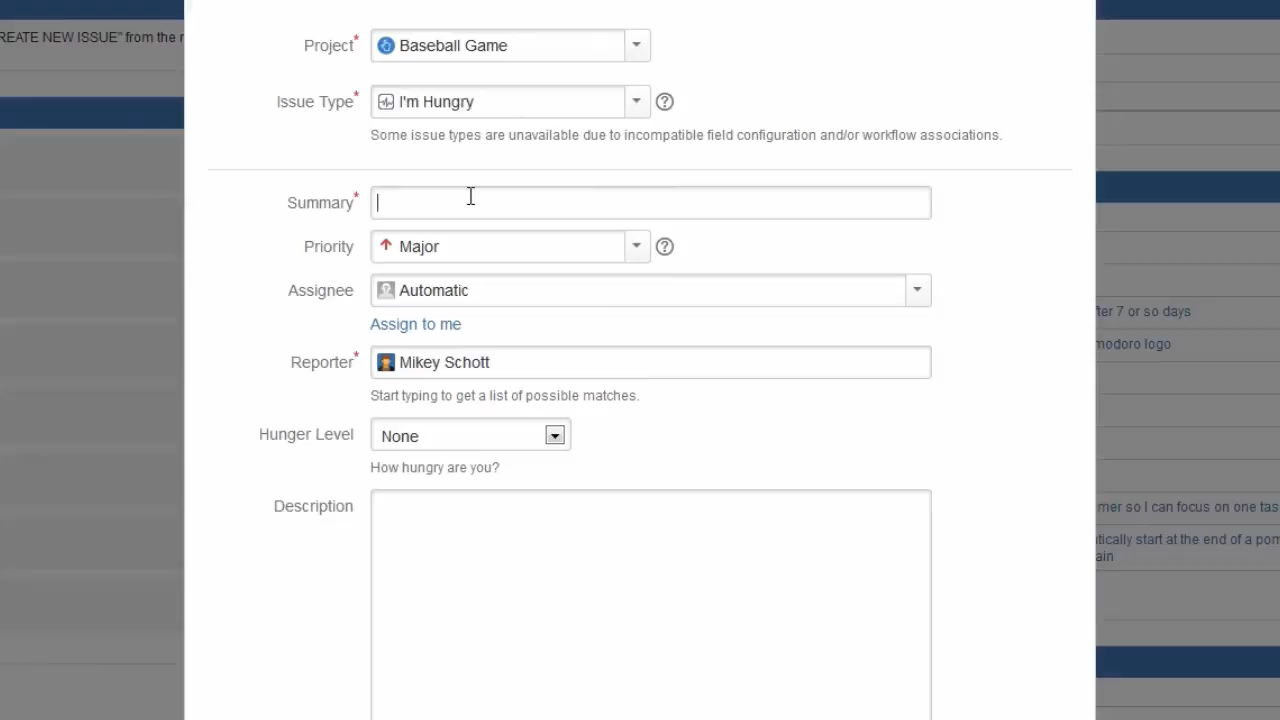 REATE NEW ISSUE" from the r
Project*
Baseball Game
Issue Type*
I'm Hungry
Some issue types are unavailable due to incompatible field configuration and/or workflow associations.
Summary*
Priority
Major
Assignee
Automatic
Assign to me
Reporter*
Mikey Schott
Start typing to get a list of possible matches.
Hunger Level
None
How hungry are you?
Description
ter 7 or so days
modoro logo
mer so I can focus on one tas
tically start at the end of a pom
ain